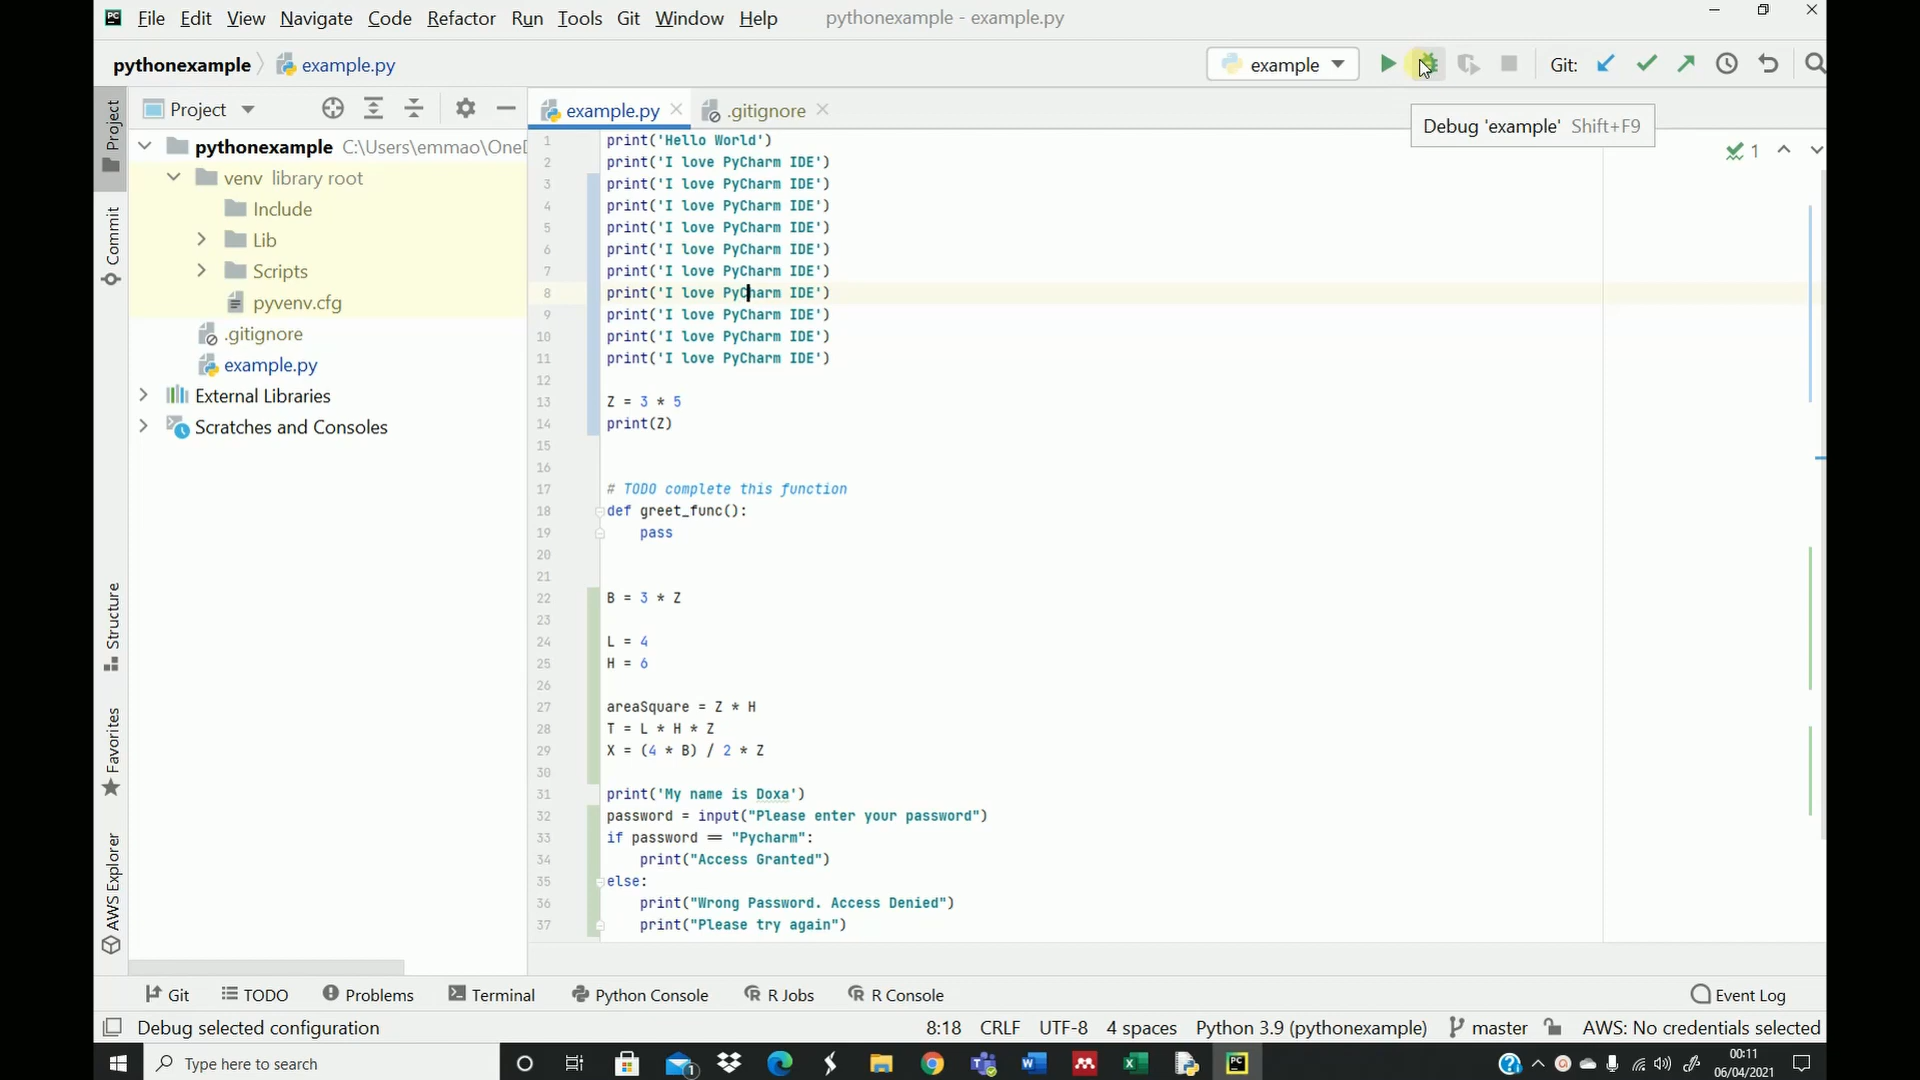 PC File Edit View Navigate Code Refactor Run Tools Git Window Help pythonexample - example.py
pythonexample example.py example Git:
Project example.py .gitignore
Debug 'example' Shift+F9
1
pythonexample C:\Users\emmao\OneD
venv library root
Include
Lib
Scripts
pyvenv.cfg
.gitignore
example.py
External Libraries
Scratches and Consoles
Project
Commit
Structure
Favorites
AWS Explorer
1 print('Hello World')
2 print('I love PyCharm IDE')
3 print('I love PyCharm IDE')
4 print('I love PyCharm IDE')
5 print('I love PyCharm IDE')
6 print('I love PyCharm IDE')
7 print('I love PyCharm IDE')
8 print('I love PyCharm IDE')
9 print('I love PyCharm IDE')
10 print('I love PyCharm IDE')
11 print('I love PyCharm IDE')
12
13 Z = 3 * 5
14 print(Z)
15
16
17 # TODO complete this function
18 def greet_func():
19 pass
20
21
22 B = 3 * Z
23
24 L = 4
25 H = 6
26
27 areaSquare = Z * H
28 T = L * H * Z
29 X = (4 * B) / 2 * Z
30
31 print('My name is Doxa')
32 password = input("Please enter your password")
33 if password == "Pycharm":
34 print("Access Granted")
35 else:
36 print("Wrong Password. Access Denied")
37 print("Please try again")
Git TODO Problems Terminal Python Console R Jobs R Console Event Log
Debug selected configuration 8:18 CRLF UTF-8 4 spaces Python 3.9 (pythonexample) master AWS: No credentials selected
Type here to search
00:11
06/04/2021